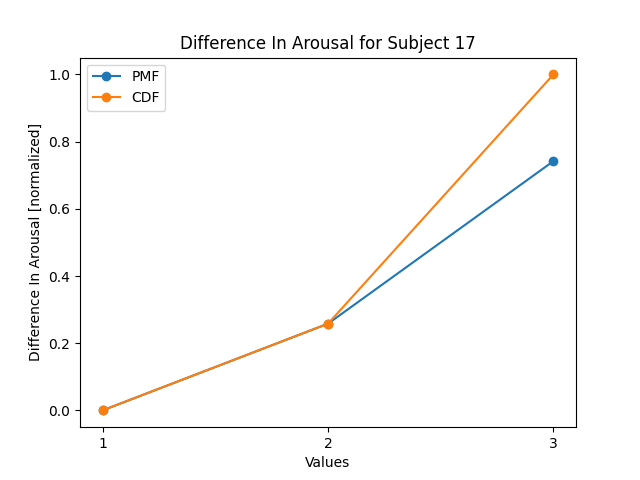 Difference In Arousal for Subject 17
PMF
CDF
1.0
0.8
0.6
0.4
0.2
0.0
Difference In Arousal [normalized]
1 2 3
Values